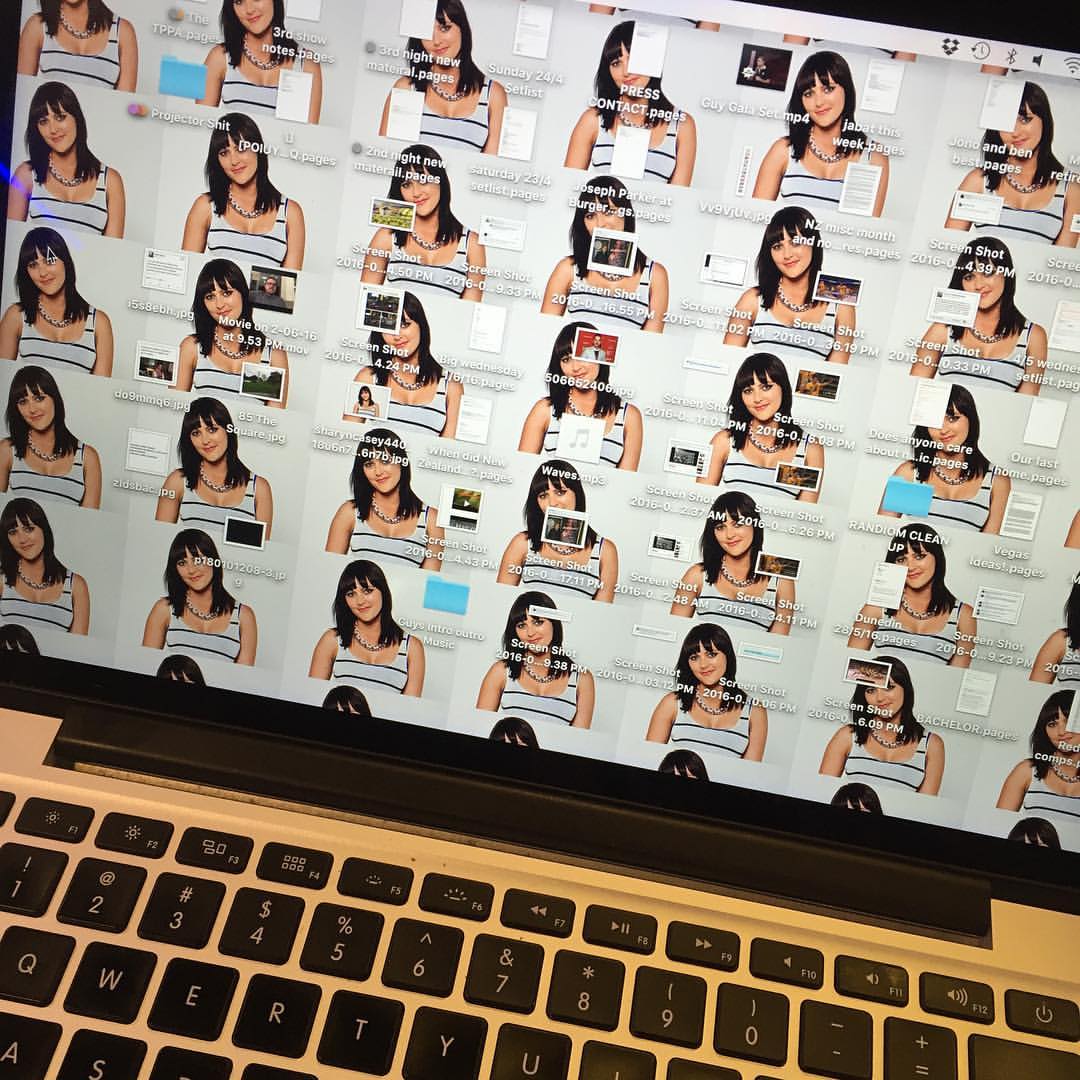 The
TPPA.pages
3rd show
notes.pages
3rd night new
mateiral.pages
Sunday 24/4
Setlist
PRESS
CONTACT.pages
Guy Gala Set.mp4
jabat this
week.pages
Jono and ben
best.pages
Projector Shit
[POIUY...Q.pages
2nd night new
materail.pages
saturday 23/4
setlist.pages
Joseph Parker at
Burger...gs.pages
Vv9VjUv.jpg
NZ misc month
and no...res.pages
Screen Shot
2016-0...4.50 PM
Screen Shot
2016-0...9.33 PM
Screen Shot
2016-0...16.55 PM
Screen Shot
2016-0...11.02 PM
Screen Shot
2016-0...36.19 PM
Screen Shot
2016-0...4.39 PM
i5s8ebh.jpg
Movie on 2-06-16
at 9.53 PM.mov
Screen Shot
2016-0...4.24 PM
Big wednesday
506652406.jpg
Screen Shot
2016-0...11.04 PM
Screen Shot
2016-0...6.03 PM
Screen Shot
2016-0...0.33 PM
4/5 wednes
setlist.pag
do9mmq6.jpg
85 The
Square.jpg
sharyncasey440
18u6n7...6n7b.jpg
When did New
Zealand...?.pages
Waves.mp3
Screen Shot
2016-0...2.37 AM
Screen Shot
2016-0...6.26 PM
Does anyone care
about m...ic.pages
Our last
home.pages
zldsbac.jpg
Screen Shot
2016-0...4.43 PM
Screen Shot
2016-0...17.11 PM
Screen Shot
2016-0...2.48 AM
Screen Shot
2016-0...34.11 PM
RANDIOM CLEAN
UP
Vegas
ideas!.pages
p180101208-3.jp
g
Guys Intro outro
Music
Screen Shot
2016-0...9.38 PM
Screen Shot
2016-0...03.12 PM
Screen Shot
2016-0...0.06 PM
Dunedin
28/5/16.pages
Screen Shot
2016-0...9.23 PM
Screen Shot
2016-0...6.09 PM
BACHELOR.pages
Red
comps.p
F1 F2 F3 F4 F5 F6 F7 F8 F9 F10 F11 F12
! @ # $ % ^ & * ( ) _ +
1 2 3 4 5 6 7 8 9 0 - =
Q W E R T Y U I
A S D